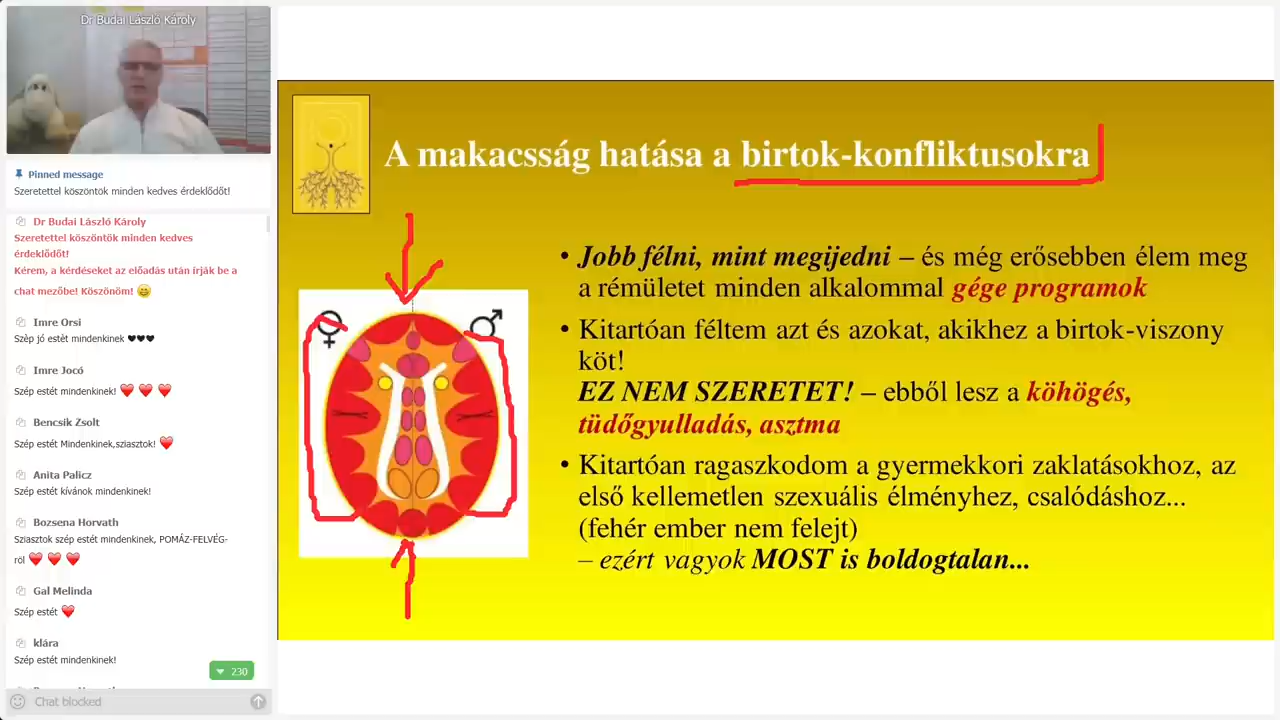 Dr Budai László Károly
Pinned message
Szeretettel köszöntök minden kedves érdeklődőt!
Dr Budai László Károly
Szeretettel köszöntök minden kedves
érdeklődőt!
Kérem, a kérdéseket az előadás után írják be a
chat mezőbe! Köszönöm! 😄
Imre Orsi
Szèp jó estèt mindenkinek ♥♥♥
Imre Jocó
Szép estét mindenkinek! ❤️ ❤️ ❤️
Bencsik Zsolt
Szép estét Mindenkinek,sziasztok! ❤️
Anita Palicz
Szép estét kívánok mindenkinek!
Bozsena Horvath
Sziasztok szép estét mindenkinek, POMÁZ-FELVÉG-
ról ❤️ ❤️ ❤️
Gal Melinda
Szép estét ❤️
klára
Szép estét mindenkinek!
230
Chat blocked
A makacsság hatása a birtok-konfliktusokra
♀ ♂
• Jobb félni, mint megijedni – és még erősebben élem meg
a rémületet minden alkalommal gége programok
• Kitartóan féltem azt és azokat, akikhez a birtok-viszony
köt!
EZ NEM SZERETET! – ebből lesz a köhögés,
tüdőgyulladás, asztma
• Kitartóan ragaszkodom a gyermekkori zaklatásokhoz, az
első kellemetlen szexuális élményhez, csalódáshoz...
(fehér ember nem felejt)
– ezért vagyok MOST is boldogtalan...